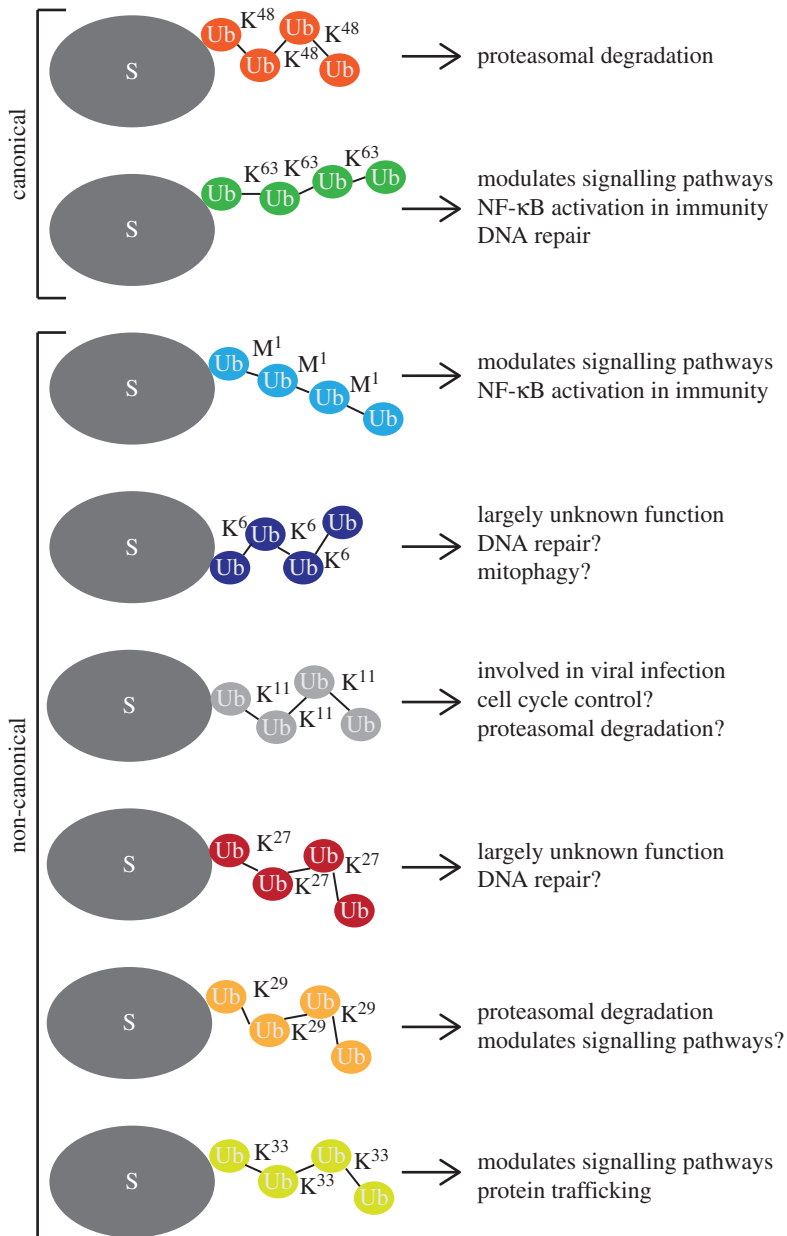 canonical
S
Ub Ub Ub Ub
K48 K48 K48
proteasomal degradation
S
Ub Ub Ub Ub
K63 K63 K63
modulates signalling pathways
NF-κB activation in immunity
DNA repair
non-canonical
S
Ub Ub Ub Ub
M1 M1 M1
modulates signalling pathways
NF-κB activation in immunity
S
Ub Ub Ub Ub
K6 K6 K6
largely unknown function
DNA repair?
mitophagy?
S
Ub Ub Ub Ub
K11 K11 K11
involved in viral infection
cell cycle control?
proteasomal degradation?
S
Ub Ub Ub Ub
K27 K27 K27
largely unknown function
DNA repair?
S
Ub Ub Ub Ub
K29 K29 K29
proteasomal degradation
modulates signalling pathways?
S
Ub Ub Ub Ub
K33 K33 K33
modulates signalling pathways
protein trafficking